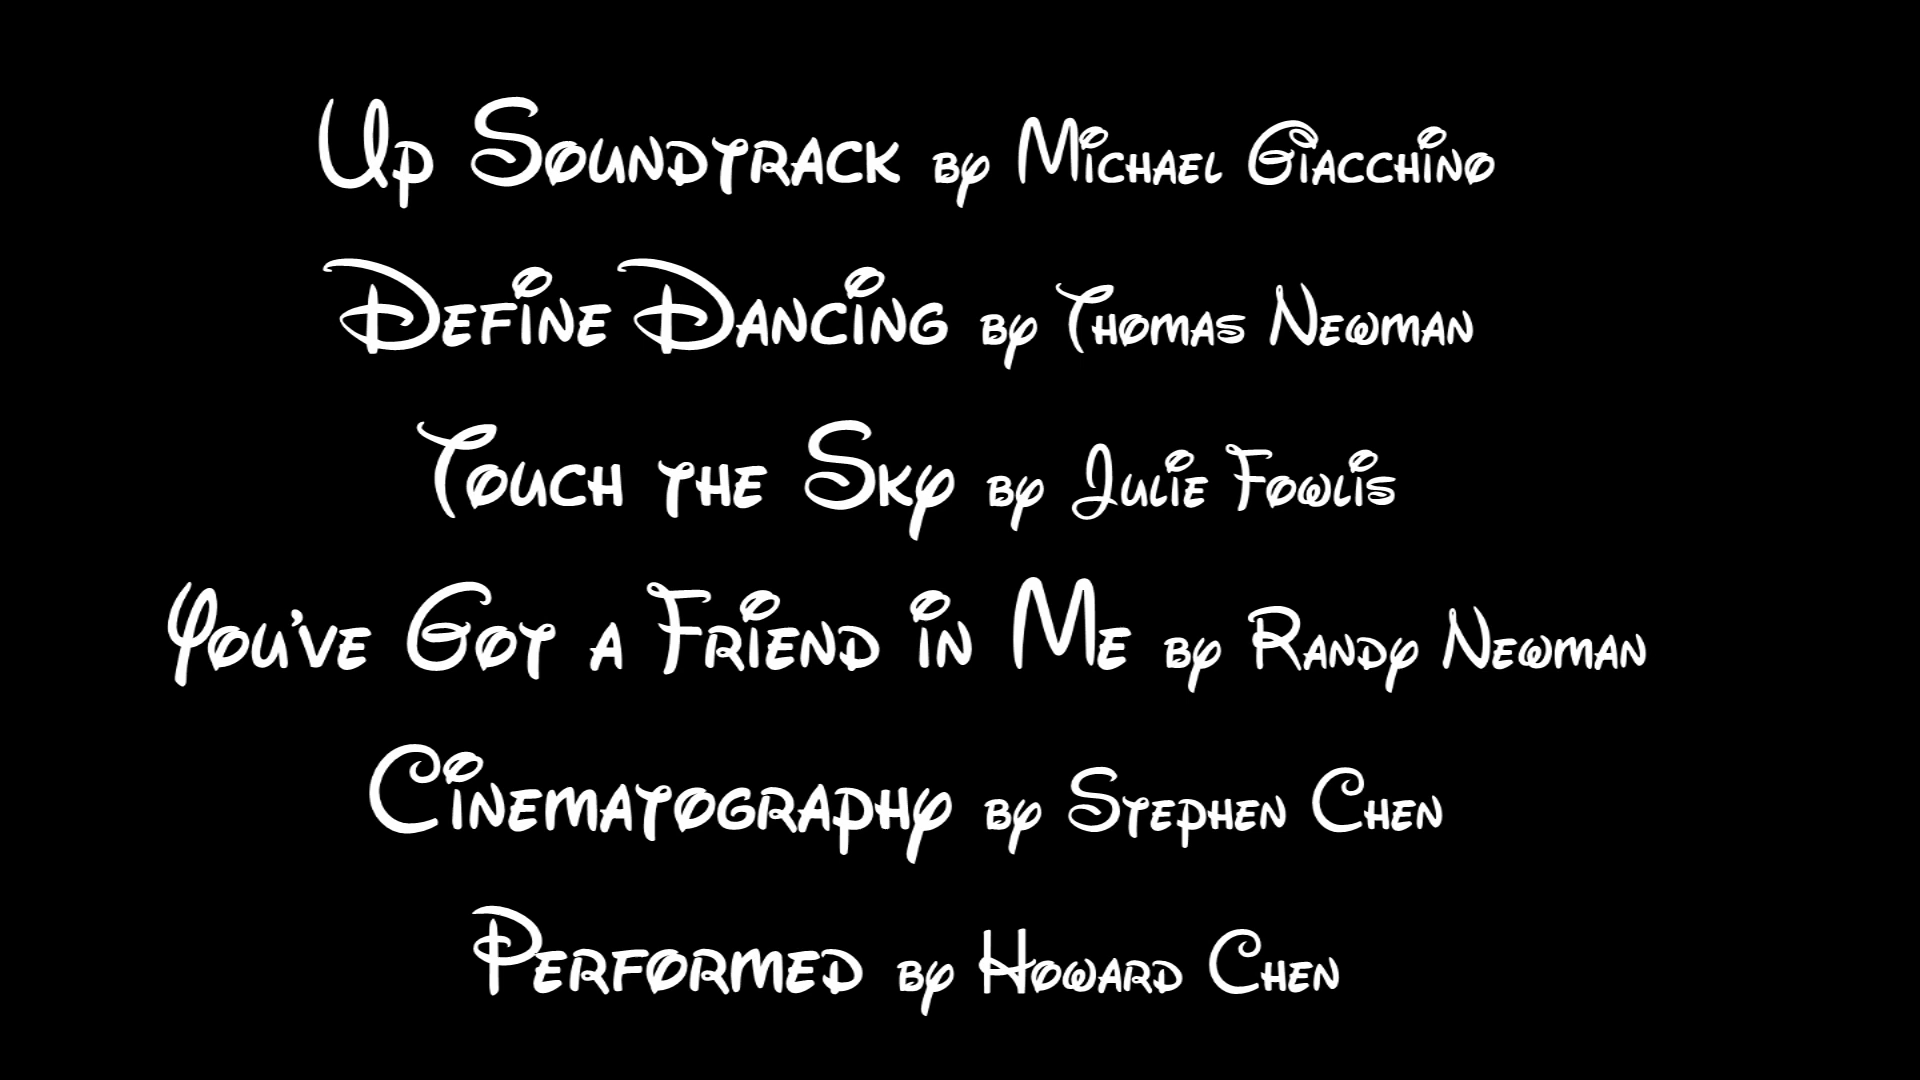 Up Soundtrack by Michael Giacchino
Define Dancing by Thomas Newman
Touch the Sky by Julie Fowlis
You've Got a Friend in Me by Randy Newman
Cinematography by Stephen Chen
Performed by Howard Chen